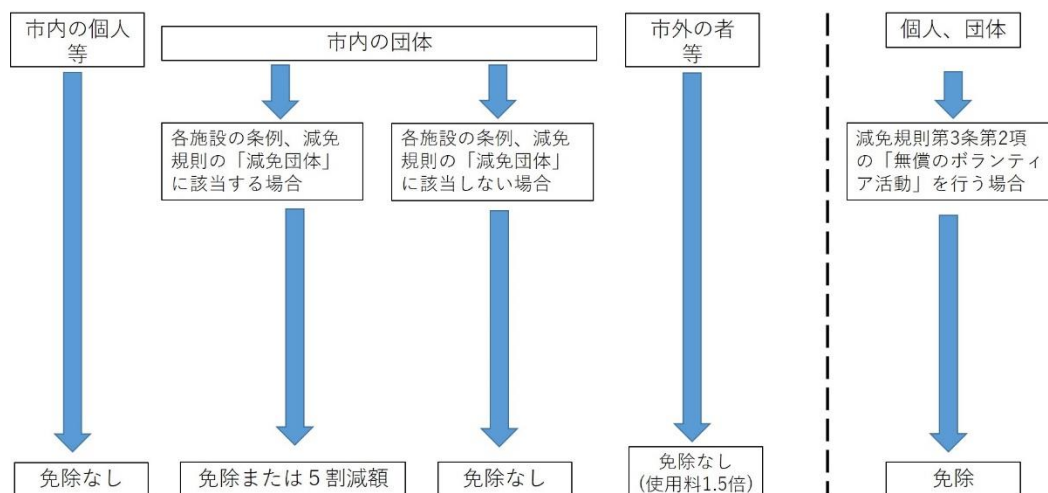 市内の個人
等
市内の団体
市外の者
等
個人、団体
各施設の条例、減免
規則の「減免団体」
に該当する場合
各施設の条例、減免
規則の「減免団体」
に該当しない場合
減免規則第3条第2項
の「無償のボランティ
ア活動」を行う場合
免除なし
免除または５割減額
免除なし
免除なし
(使用料1.5倍)
免除